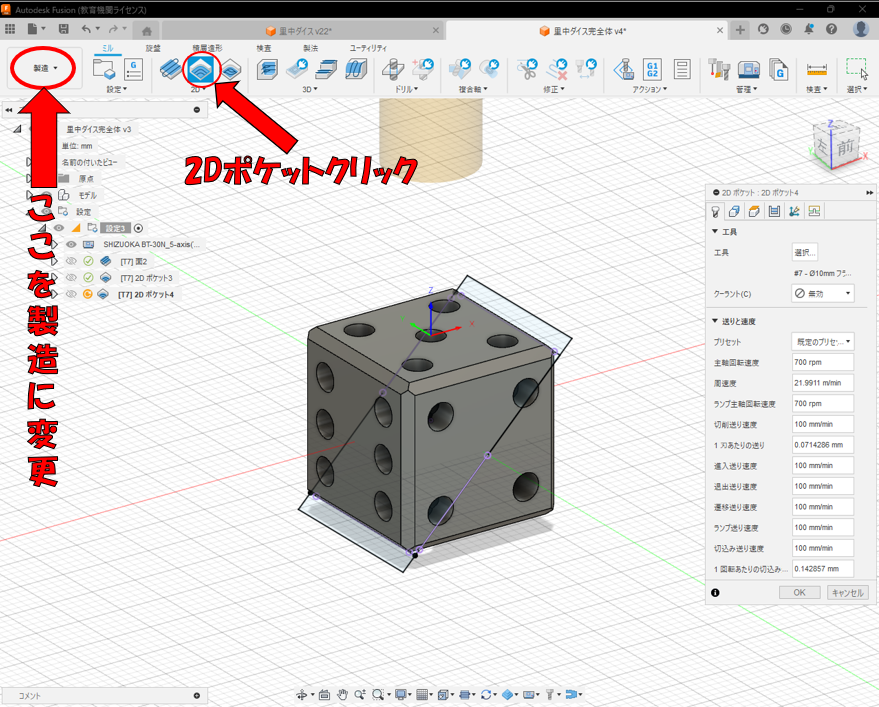 Autodesk Fusion (教育機関ライセンス)
里中ダイス v22*
里中ダイス完全体 v4*
ミル
旋盤
積層造形
検査
製法
ユーティリティ
製造
設定
2D
3D
ドリル
複合軸
修正
アクション
管理
検査
選択
G1
G2
2Dポケットクリック
ここを製造に変更
里中ダイス完全体 v3
単位: mm
名前の付いたビュー
原点
モデル
設定
設定3
SHIZUOKA BT-30N_5-axis(...
[T7] 面2
[T7] 2D ポケット3
[T7] 2D ポケット4
Z
Y
X
Z
左
前
X
2D ポケット : 2D ポケット4
工具
工具
選択...
#7 - Ø10mm フラ...
クーラント(C)
無効
送りと速度
プリセット
既定のプリセ...
主軸回転速度
700 rpm
周速度
21.9911 m/min
ランプ主軸回転速度
700 rpm
切削送り速度
100 mm/min
1 刃あたりの送り
0.0714286 mm
進入送り速度
100 mm/min
退出送り速度
100 mm/min
遷移送り速度
100 mm/min
ランプ送り速度
100 mm/min
切込み送り速度
100 mm/min
1 回転あたりの切込み...
0.142857 mm
OK
キャンセル
コメント